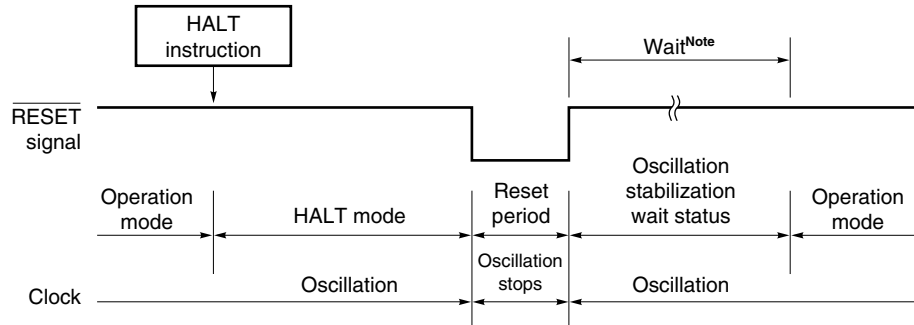 HALT
instruction
Wait^Note
RESET
signal
Operation
mode
HALT mode
Reset
period
Oscillation
stabilization
wait status
Operation
mode
Clock
Oscillation
Oscillation
stops
Oscillation